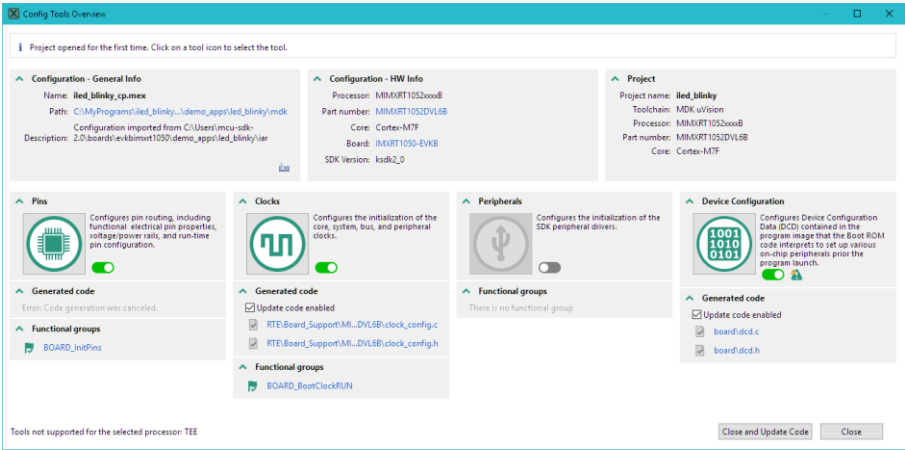 Config Tools Overview
Project opened for the first time. Click on a tool icon to select the tool.
Configuration - General Info
Name: iled_blinky_cp.mex
Path: C:\MyPrograms\iled_blinky...\demo_apps\led_blinky\mdk
Configuration imported from C:\Users\mcu-sdk-
Description: 2.0\boards\evkbimxrt1050\demo_apps\led_blinky\iar
Configuration - HW Info
Processor: MIMXRT1052xxxxB
Part number: MIMXRT1052DVL6B
Core: Cortex-M7F
Board: IMXRT1050-EVKB
SDK Version: ksdk2_0
Project
Project name: iled_blinky
Toolchain: MDK uVision
Processor: MIMXRT1052xxxxB
Part number: MIMXRT1052DVL6B
Core: Cortex-M7F
Pins
Configures pin routing, including
functional electrical pin properties,
voltage/power rails, and run-time
pin configuration.
Generated code
Error: Code generation was canceled.
Functional groups
BOARD_InitPins
Clocks
Configures the initialization of the
core, system, bus, and peripheral
clocks.
Generated code
Update code enabled
RTE\Board_Support\MI...DVL6B\clock_config.c
RTE\Board_Support\MI...DVL6B\clock_config.h
Functional groups
BOARD_BootClockRUN
Peripherals
Configures the initialization of the
SDK peripheral drivers.
Functional groups
There is no functional group
Device Configuration
1001
1010
0101
Configures Device Configuration
Data (DCD) contained in the
program image that the Boot ROM
code interprets to set up various
on-chip peripherals prior the
program launch.
Generated code
Update code enabled
board\dcd.c
board\dcd.h
Tools not supported for the selected processor: TEE
Close and Update Code
Close